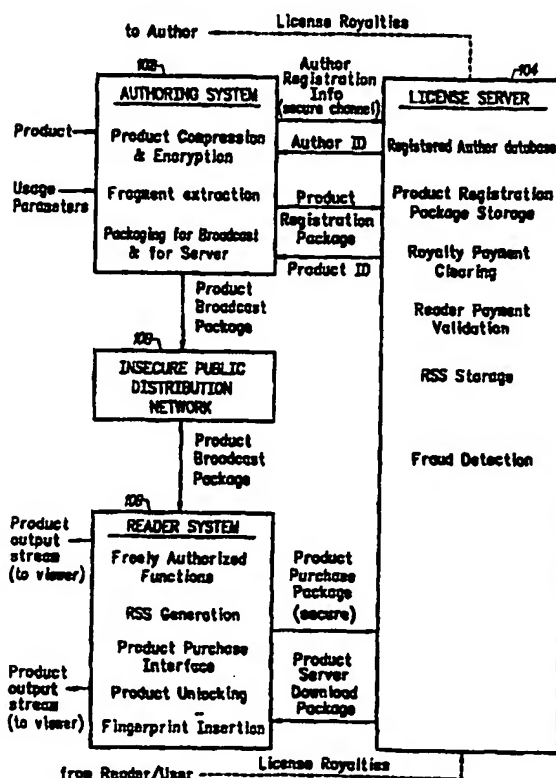 License Royalties
to Author
102
AUTHORING SYSTEM
Product Compression
& Encryption
Fragment extraction
Packaging for Broadcast
& for Server
Product
Usage
Parameters
Author
Registration
Info
(secure channel)
Author ID
Product
Registration
Package
Product ID
104
LICENSE SERVER
Registered Author database
Product Registration
Package Storage
Royalty Payment
Clearing
Reader Payment
Validation
RSS Storage
Fraud Detection
Product
Broadcast
Package
108
INSECURE PUBLIC
DISTRIBUTION
NETWORK
Product
Broadcast
Package
106
READER SYSTEM
Freely Authorized
Functions
RSS Generation
Product Purchase
Interface
Product Unlocking
Fingerprint Insertion
Product
output
stream
(to viewer)
Product
output
stream
(to viewer)
Product
Purchase
Package
(secure)
Product
Server
Download
Package
License Royalties
from Reader/User